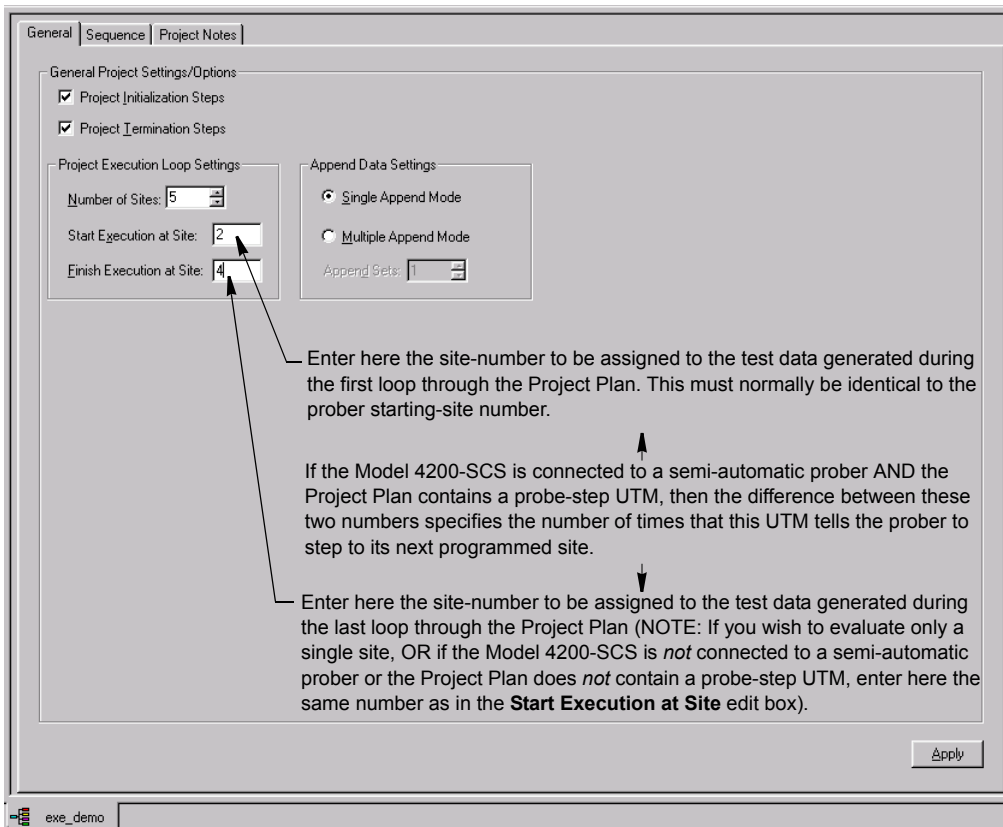 General Sequence Project Notes
General Project Settings/Options
Project Initialization Steps
Project Termination Steps
Project Execution Loop Settings
Number of Sites: 5
Start Execution at Site: 2
Finish Execution at Site: 4
Append Data Settings
Single Append Mode
Multiple Append Mode
Append Sets: 1
Enter here the site-number to be assigned to the test data generated during
the first loop through the Project Plan. This must normally be identical to the
prober starting-site number.
If the Model 4200-SCS is connected to a semi-automatic prober AND the
Project Plan contains a probe-step UTM, then the difference between these
two numbers specifies the number of times that this UTM tells the prober to
step to its next programmed site.
Enter here the site-number to be assigned to the test data generated during
the last loop through the Project Plan (NOTE: If you wish to evaluate only a
single site, OR if the Model 4200-SCS is not connected to a semi-automatic
prober or the Project Plan does not contain a probe-step UTM, enter here the
same number as in the Start Execution at Site edit box).
Apply
exe_demo